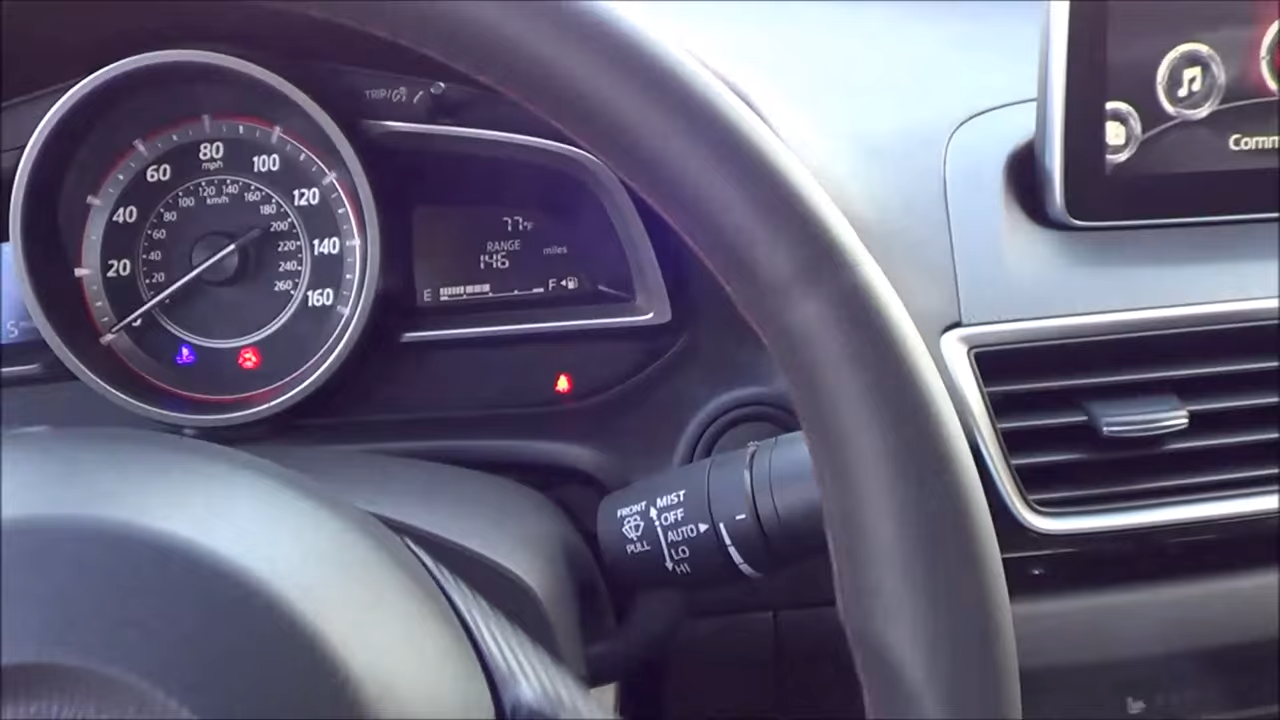 TRIP/
20
40
60
80
mph
100
120
140
160
20
40
60
80
100
120
140
160
180
200
220
240
260
km/h
77°F
RANGE
146 miles
E F
FRONT
PULL
MIST
OFF
AUTO
LO
HI
S
Comm